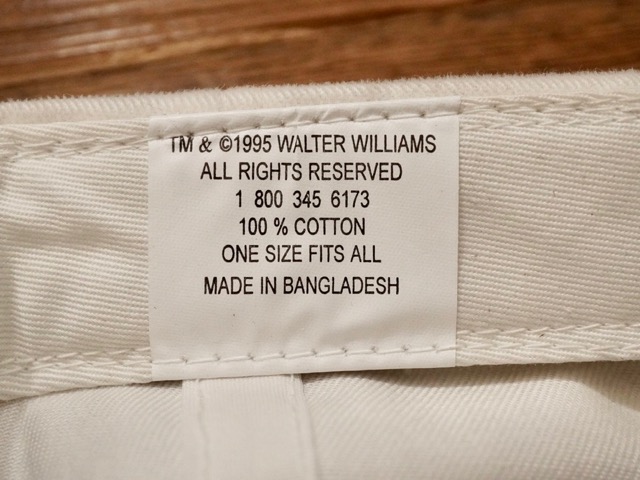 TM & ©1995 WALTER WILLIAMS
ALL RIGHTS RESERVED
1 800 345 6173
100 % COTTON
ONE SIZE FITS ALL
MADE IN BANGLADESH